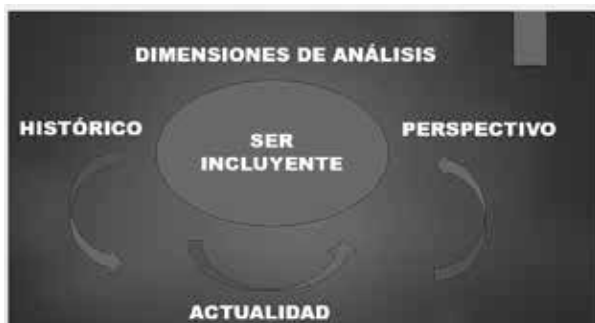 DIMENSIONES DE ANÁLISIS
HISTÓRICO
SER
INCLUYENTE
PERSPECTIVO
ACTUALIDAD